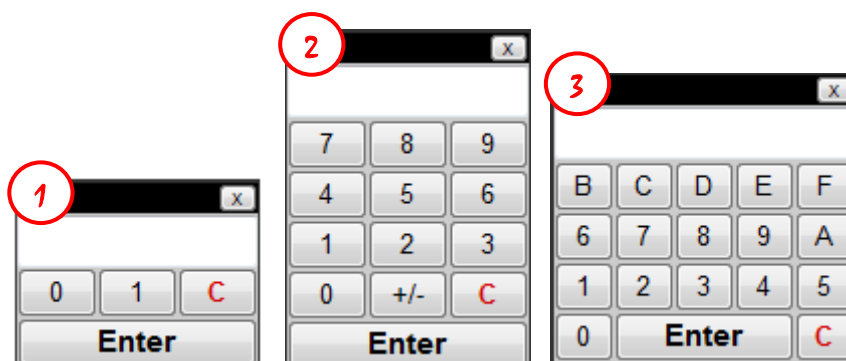 1
x
0 1 C
Enter
2
x
7 8 9
4 5 6
1 2 3
0 +/- C
Enter
3
x
B C D E F
6 7 8 9 A
1 2 3 4 5
0 Enter C